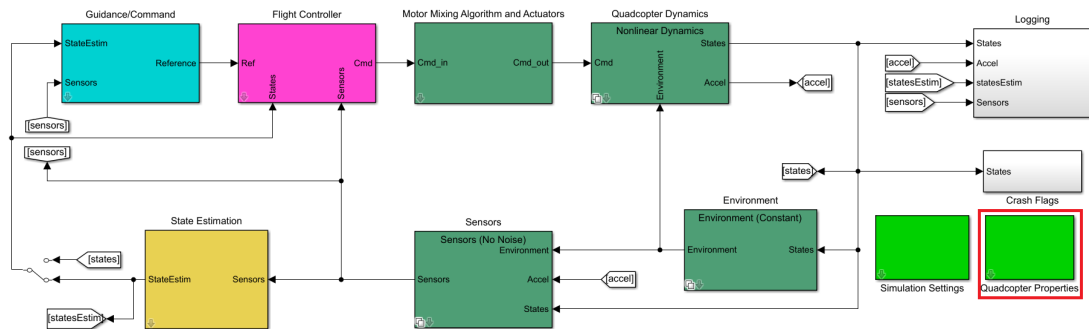 Guidance/Command
StateEstim
Reference
Sensors
Flight Controller
Ref
Cmd
States
Sensors
Motor Mixing Algorithm and Actuators
Cmd_in
Cmd_out
Quadcopter Dynamics
Nonlinear Dynamics
States
Cmd
Environment
Accel
Logging
States
Accel
statesEstim
Sensors
[accel]
[statesEstim]
[sensors]
[accel]
[sensors]
[sensors]
[states]
States
Crash Flags
State Estimation
StateEstim
Sensors
[states]
[statesEstim]
Sensors
Sensors (No Noise)
Environment
Sensors
Accel
States
[accel]
Environment
Environment (Constant)
Environment
States
Simulation Settings
Quadcopter Properties